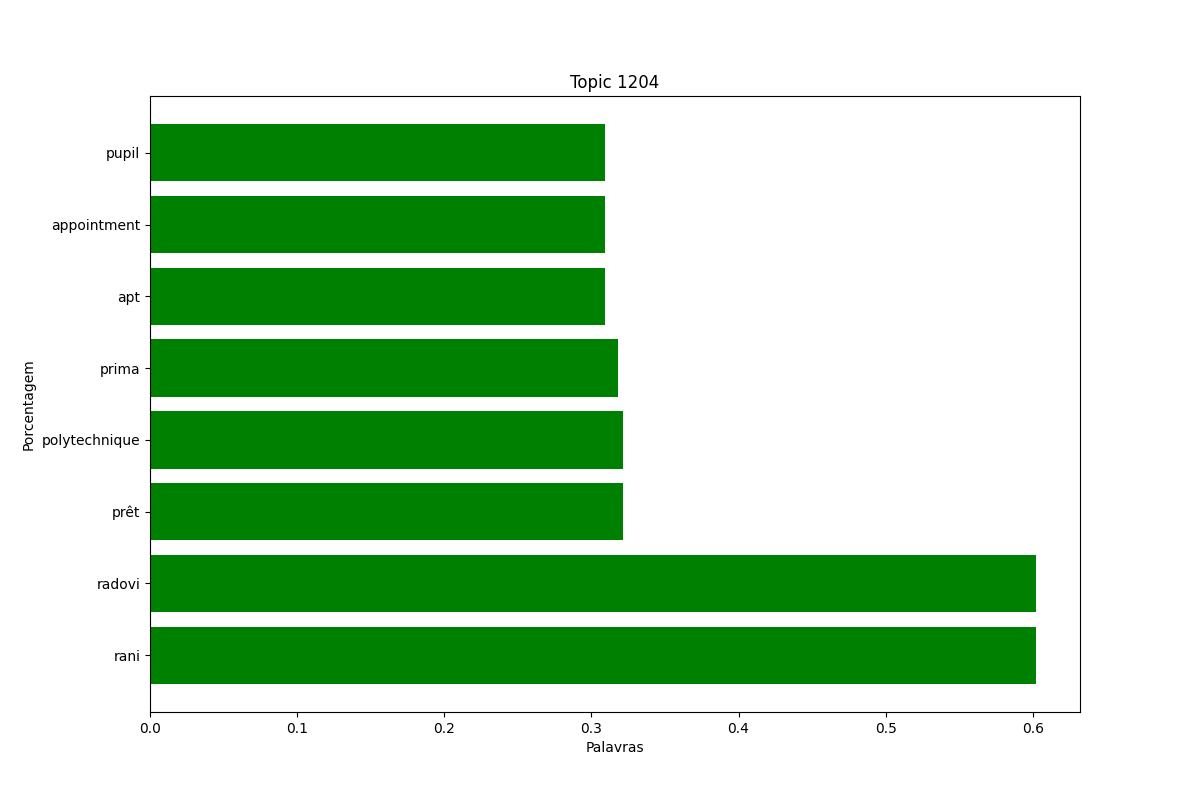 Topic 1204
pupil
appointment
apt
prima
polytechnique
prêt
radovi
rani
Porcentagem
0.0 0.1 0.2 0.3 0.4 0.5 0.6
Palavras